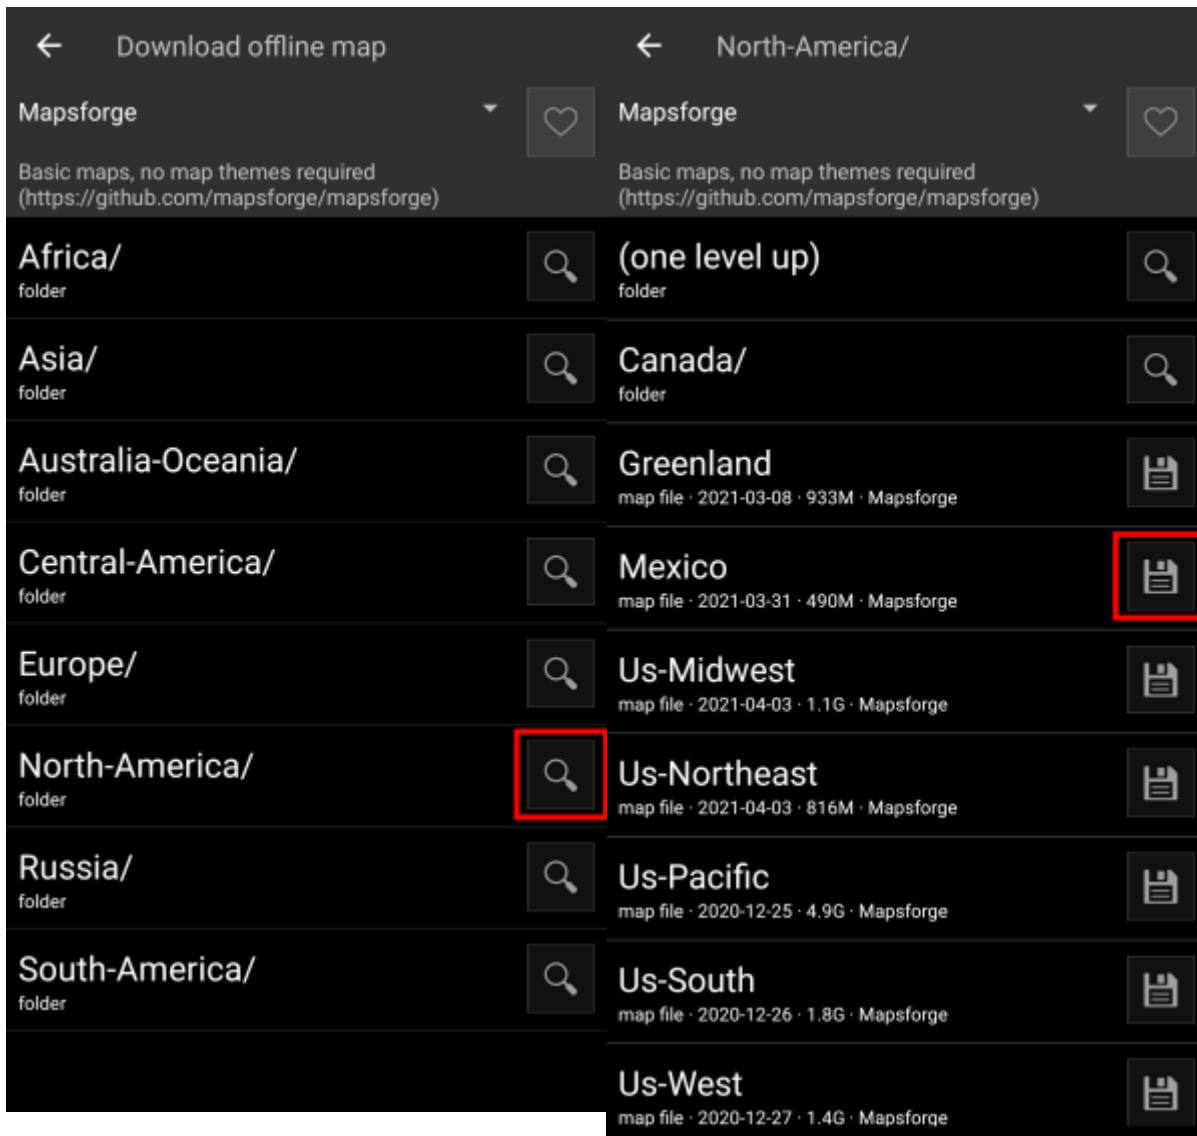 Download offline map
Mapsforge
Basic maps, no map themes required
(https://github.com/mapsforge/mapsforge)
Africa/
folder
Asia/
folder
Australia-Oceania/
folder
Central-America/
folder
Europe/
folder
North-America/
folder
Russia/
folder
South-America/
folder
North-America/
Mapsforge
Basic maps, no map themes required
(https://github.com/mapsforge/mapsforge)
(one level up)
folder
Canada/
folder
Greenland
map file · 2021-03-08 · 933M · Mapsforge
Mexico
map file · 2021-03-31 · 490M · Mapsforge
Us-Midwest
map file · 2021-04-03 · 1.1G · Mapsforge
Us-Northeast
map file · 2021-04-03 · 816M · Mapsforge
Us-Pacific
map file · 2020-12-25 · 4.9G · Mapsforge
Us-South
map file · 2020-12-26 · 1.8G · Mapsforge
Us-West
map file · 2020-12-27 · 1.4G · Mapsforge